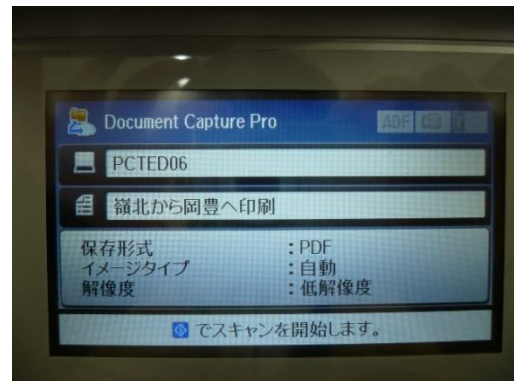 Document Capture Pro
ADF
PCTED06
嶺北から岡豊へ印刷
保存形式 : PDF
イメージタイプ : 自動
解像度 : 低解像度
でスキャンを開始します。